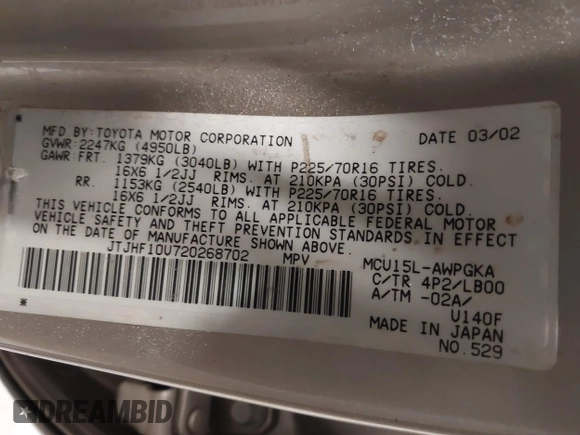 MFD.BY:TOYOTA MOTOR CORPORATION DATE 03/02
GVWR:2247KG (4950LB)
GAWR:FRT. 1379KG (3040LB) WITH P225/70R16 TIRES.
16X6 1/2JJ RIMS. AT 210KPA (30PSI) COLD.
RR. 1153KG (2540LB) WITH P225/70R16 TIRES.
16X6 1/2JJ RIMS. AT 210KPA (30PSI) COLD.
THIS VEHICLE CONFORMS TO ALL APPLICABLE FEDERAL MOTOR
VEHICLE SAFETY AND THEFT PREVENTION STANDARDS IN EFFECT
ON THE DATE OF MANUFACTURE SHOWN ABOVE.
JTJHF10U720268702 MPV MCU15L-AWPGKA
C/TR 4P2/LB00
A/TM -02A/
U140F
MADE IN JAPAN
NO.529
DREAMBID